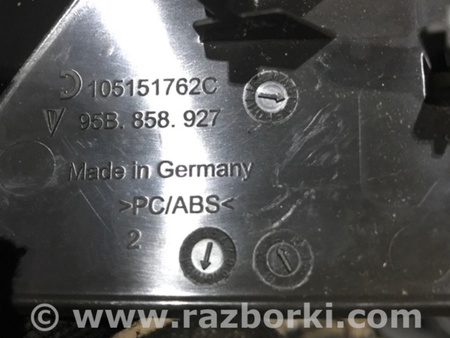 105151762C
95B. 858. 927
Made in Germany
>PC/ABS<
2
© www.razborki.com